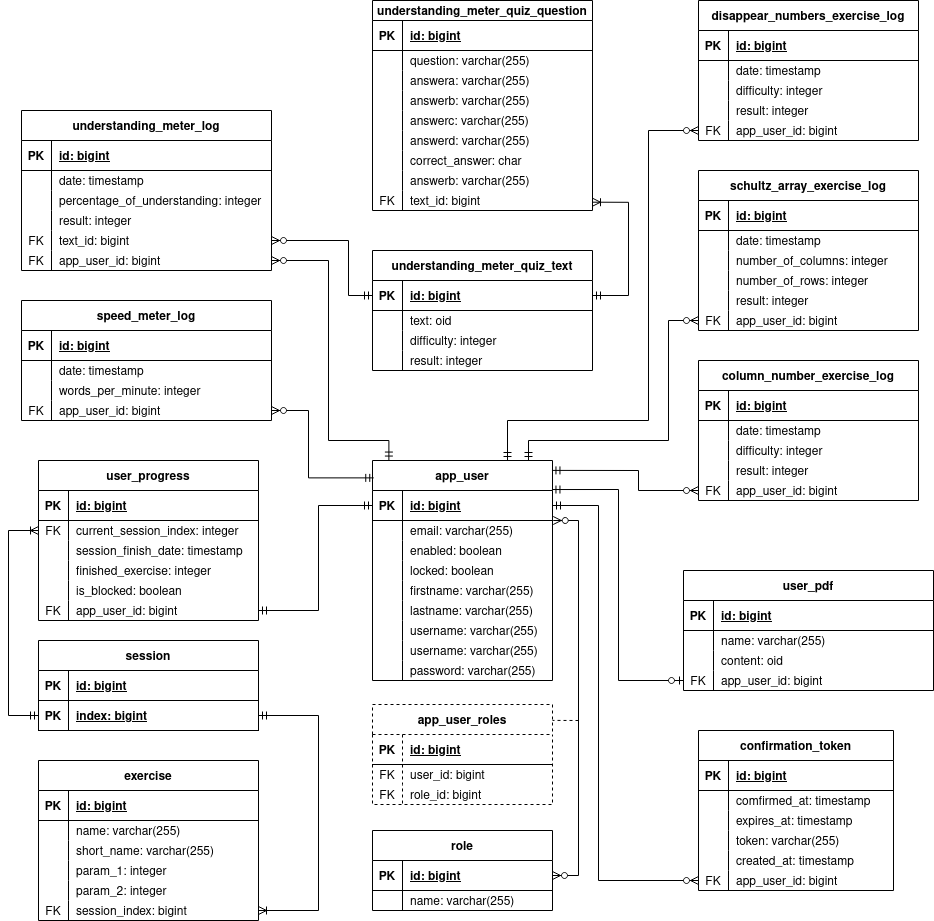 understanding_meter_quiz_question
PK id: bigint
question: varchar(255)
answera: varchar(255)
answerb: varchar(255)
answerc: varchar(255)
answerd: varchar(255)
correct_answer: char
answerb: varchar(255)
FK text_id: bigint
disappear_numbers_exercise_log
PK id: bigint
date: timestamp
difficulty: integer
result: integer
FK app_user_id: bigint
understanding_meter_log
PK id: bigint
date: timestamp
percentage_of_understanding: integer
result: integer
FK text_id: bigint
FK app_user_id: bigint
schultz_array_exercise_log
PK id: bigint
date: timestamp
number_of_columns: integer
number_of_rows: integer
result: integer
FK app_user_id: bigint
understanding_meter_quiz_text
PK id: bigint
text: oid
difficulty: integer
result: integer
speed_meter_log
PK id: bigint
date: timestamp
words_per_minute: integer
FK app_user_id: bigint
column_number_exercise_log
PK id: bigint
date: timestamp
difficulty: integer
result: integer
FK app_user_id: bigint
user_progress
PK id: bigint
FK current_session_index: integer
session_finish_date: timestamp
finished_exercise: integer
is_blocked: boolean
FK app_user_id: bigint
app_user
PK id: bigint
email: varchar(255)
enabled: boolean
locked: boolean
firstname: varchar(255)
lastname: varchar(255)
username: varchar(255)
username: varchar(255)
password: varchar(255)
user_pdf
PK id: bigint
name: varchar(255)
content: oid
FK app_user_id: bigint
session
PK id: bigint
PK index: bigint
app_user_roles
PK id: bigint
FK user_id: bigint
FK role_id: bigint
confirmation_token
PK id: bigint
comfirmed_at: timestamp
expires_at: timestamp
token: varchar(255)
created_at: timestamp
FK app_user_id: bigint
exercise
PK id: bigint
name: varchar(255)
short_name: varchar(255)
param_1: integer
param_2: integer
FK session_index: bigint
role
PK id: bigint
name: varchar(255)